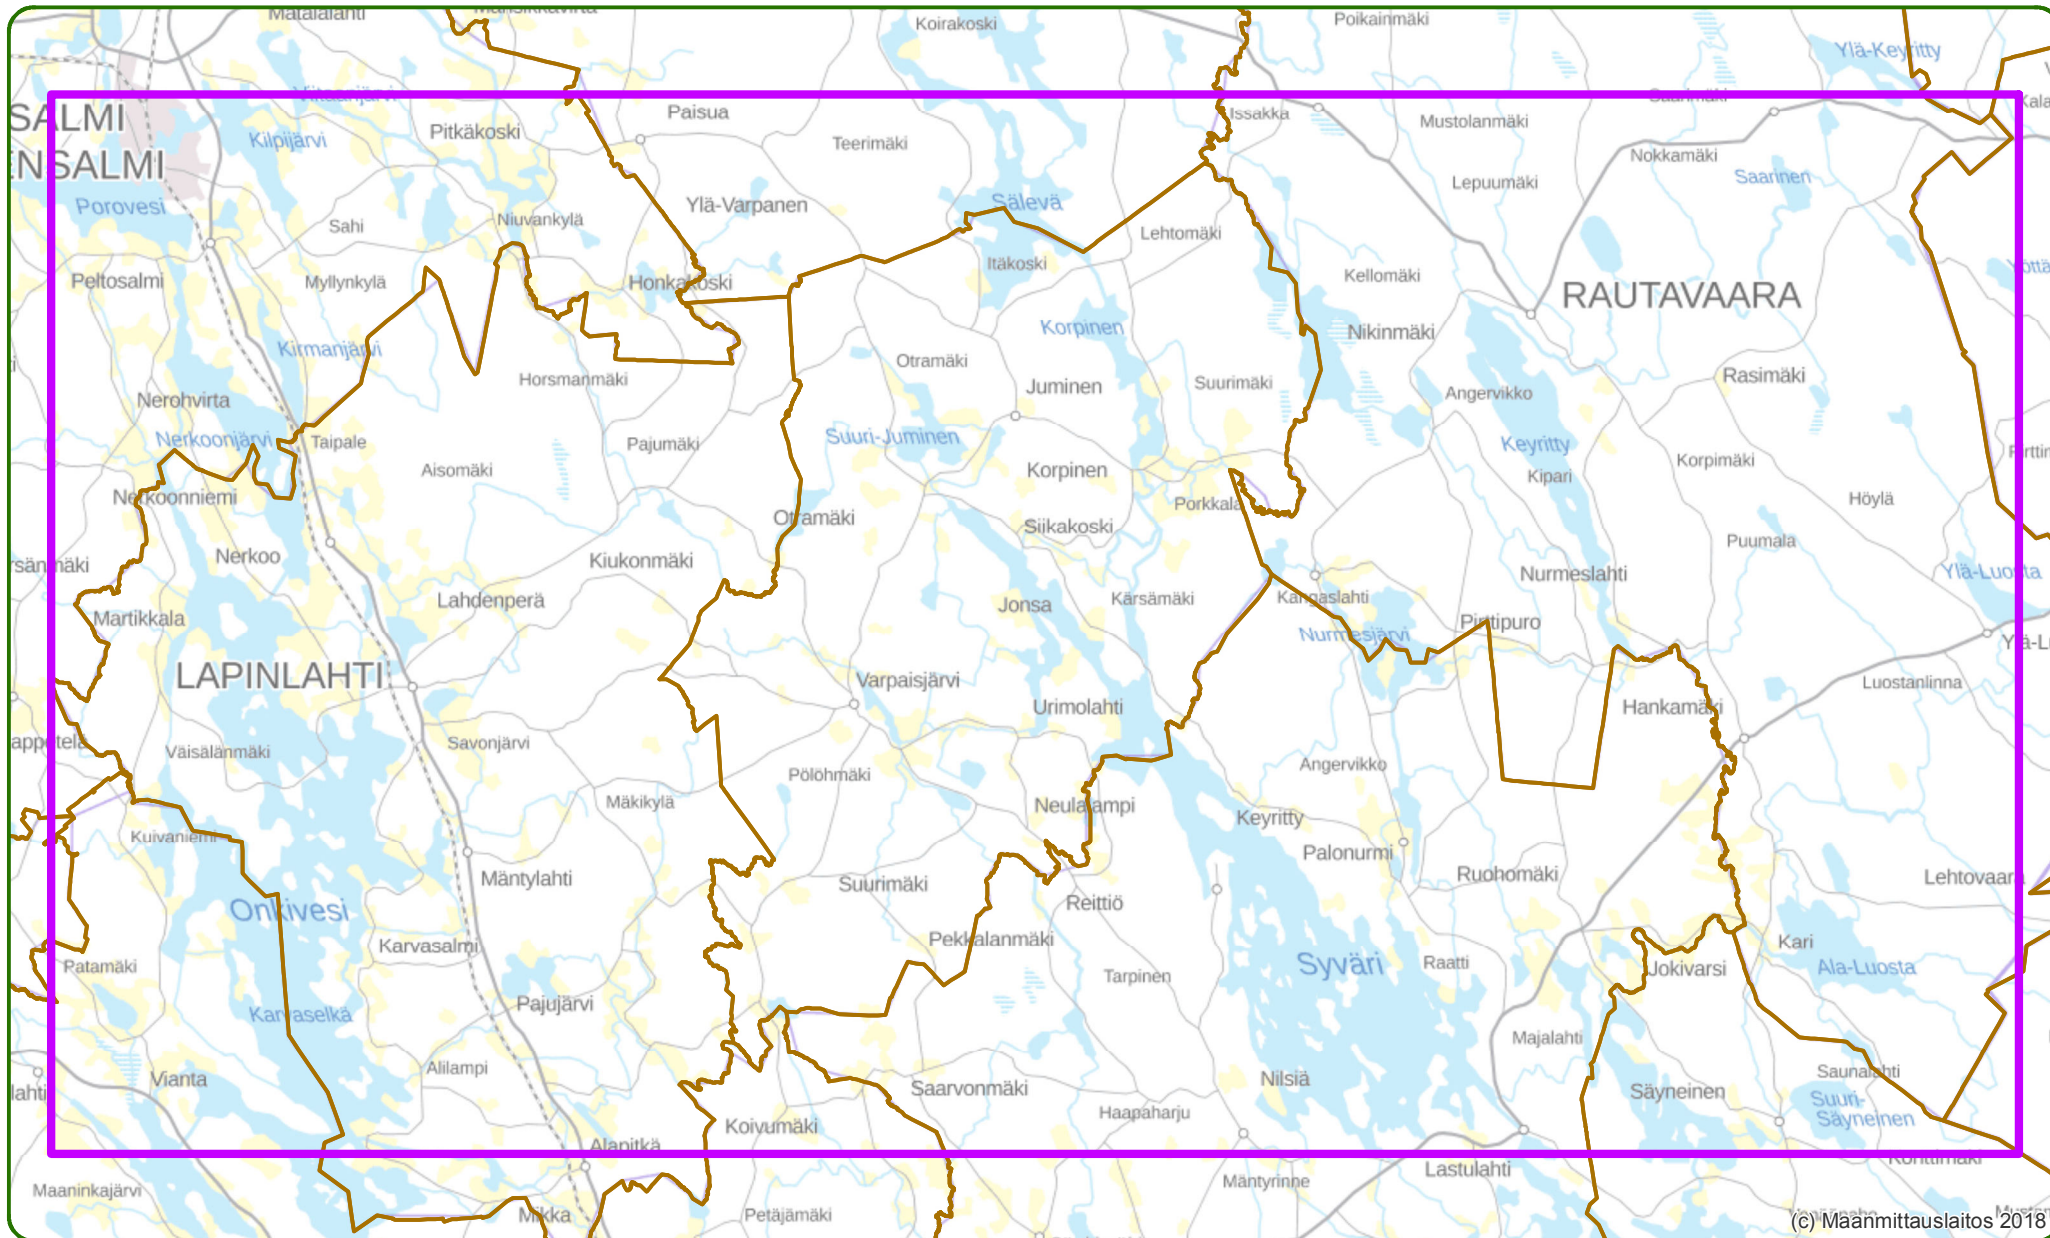 Matalalahti
Koirakoski
Poikainmäki
Ylä-Keyritty
Viitaanjärvi
Saarimäki
SALMI
ENSALMI
Paisua
Issakka
Pitkäkoski
Kilpijärvi
Teerimäki
Mustolanmäki
Nokkamäki
Lepuumäki
Saarinen
Porovesi
Sahi
Niuvankylä
Ylä-Varpanen
Sälevä
Lehtomäki
Peltosalmi
Myllynkylä
Honkakoski
Itäkoski
Kellomäki
RAUTAVAARA
Kirmanjärvi
Korpinen
Nikinmäki
Horsmanmäki
Otramäki
Juminen
Suurimäki
Angervikko
Rasimäki
Nerohvirta
Nerkoonjärvi
Taipale
Pajumäki
Suuri-Juminen
Keyritty
Aisomäki
Korpinen
Kipari
Korpimäki
Nerkoonniemi
Otramäki
Siikakoski
Porkkala
Höylä
Nerkoo
Kiukonmäki
Puumala
Nurmeslahti
Ylä-Luosta
Martikkala
Lahdenperä
Jonsa
Kärsämäki
Kangaslahti
Pirttipuro
Nurmesjärvi
LAPINLAHTI
Varpaisjärvi
Urimolahti
Luostanlinna
Hankamäki
Väisälänmäki
Savonjärvi
Pölöhmäki
Angervikko
Mäkikylä
Neulalampi
Keyritty
Kuivaniemi
Palonurmi
Mäntylahti
Suurimäki
Reittiö
Ruohomäki
Lehtovaara
Onkivesi
Karvasalmi
Pekkalanmäki
Tarpinen
Syväri
Raatti
Jokivarsi
Kari
Ala-Luosta
Patamäki
Pajujärvi
Karvaselkä
Majalahti
Vianta
Alilampi
Saarvonmäki
Nilsiä
Säyneinen
Saunalahti
Suuri-
Säyneinen
lahti
Koivumäki
Haapaharju
Alapitkä
Lastulahti
Maaninkajärvi
Mäntyrinne
Mikka
Petäjämäki
(c) Maanmittauslaitos 2018